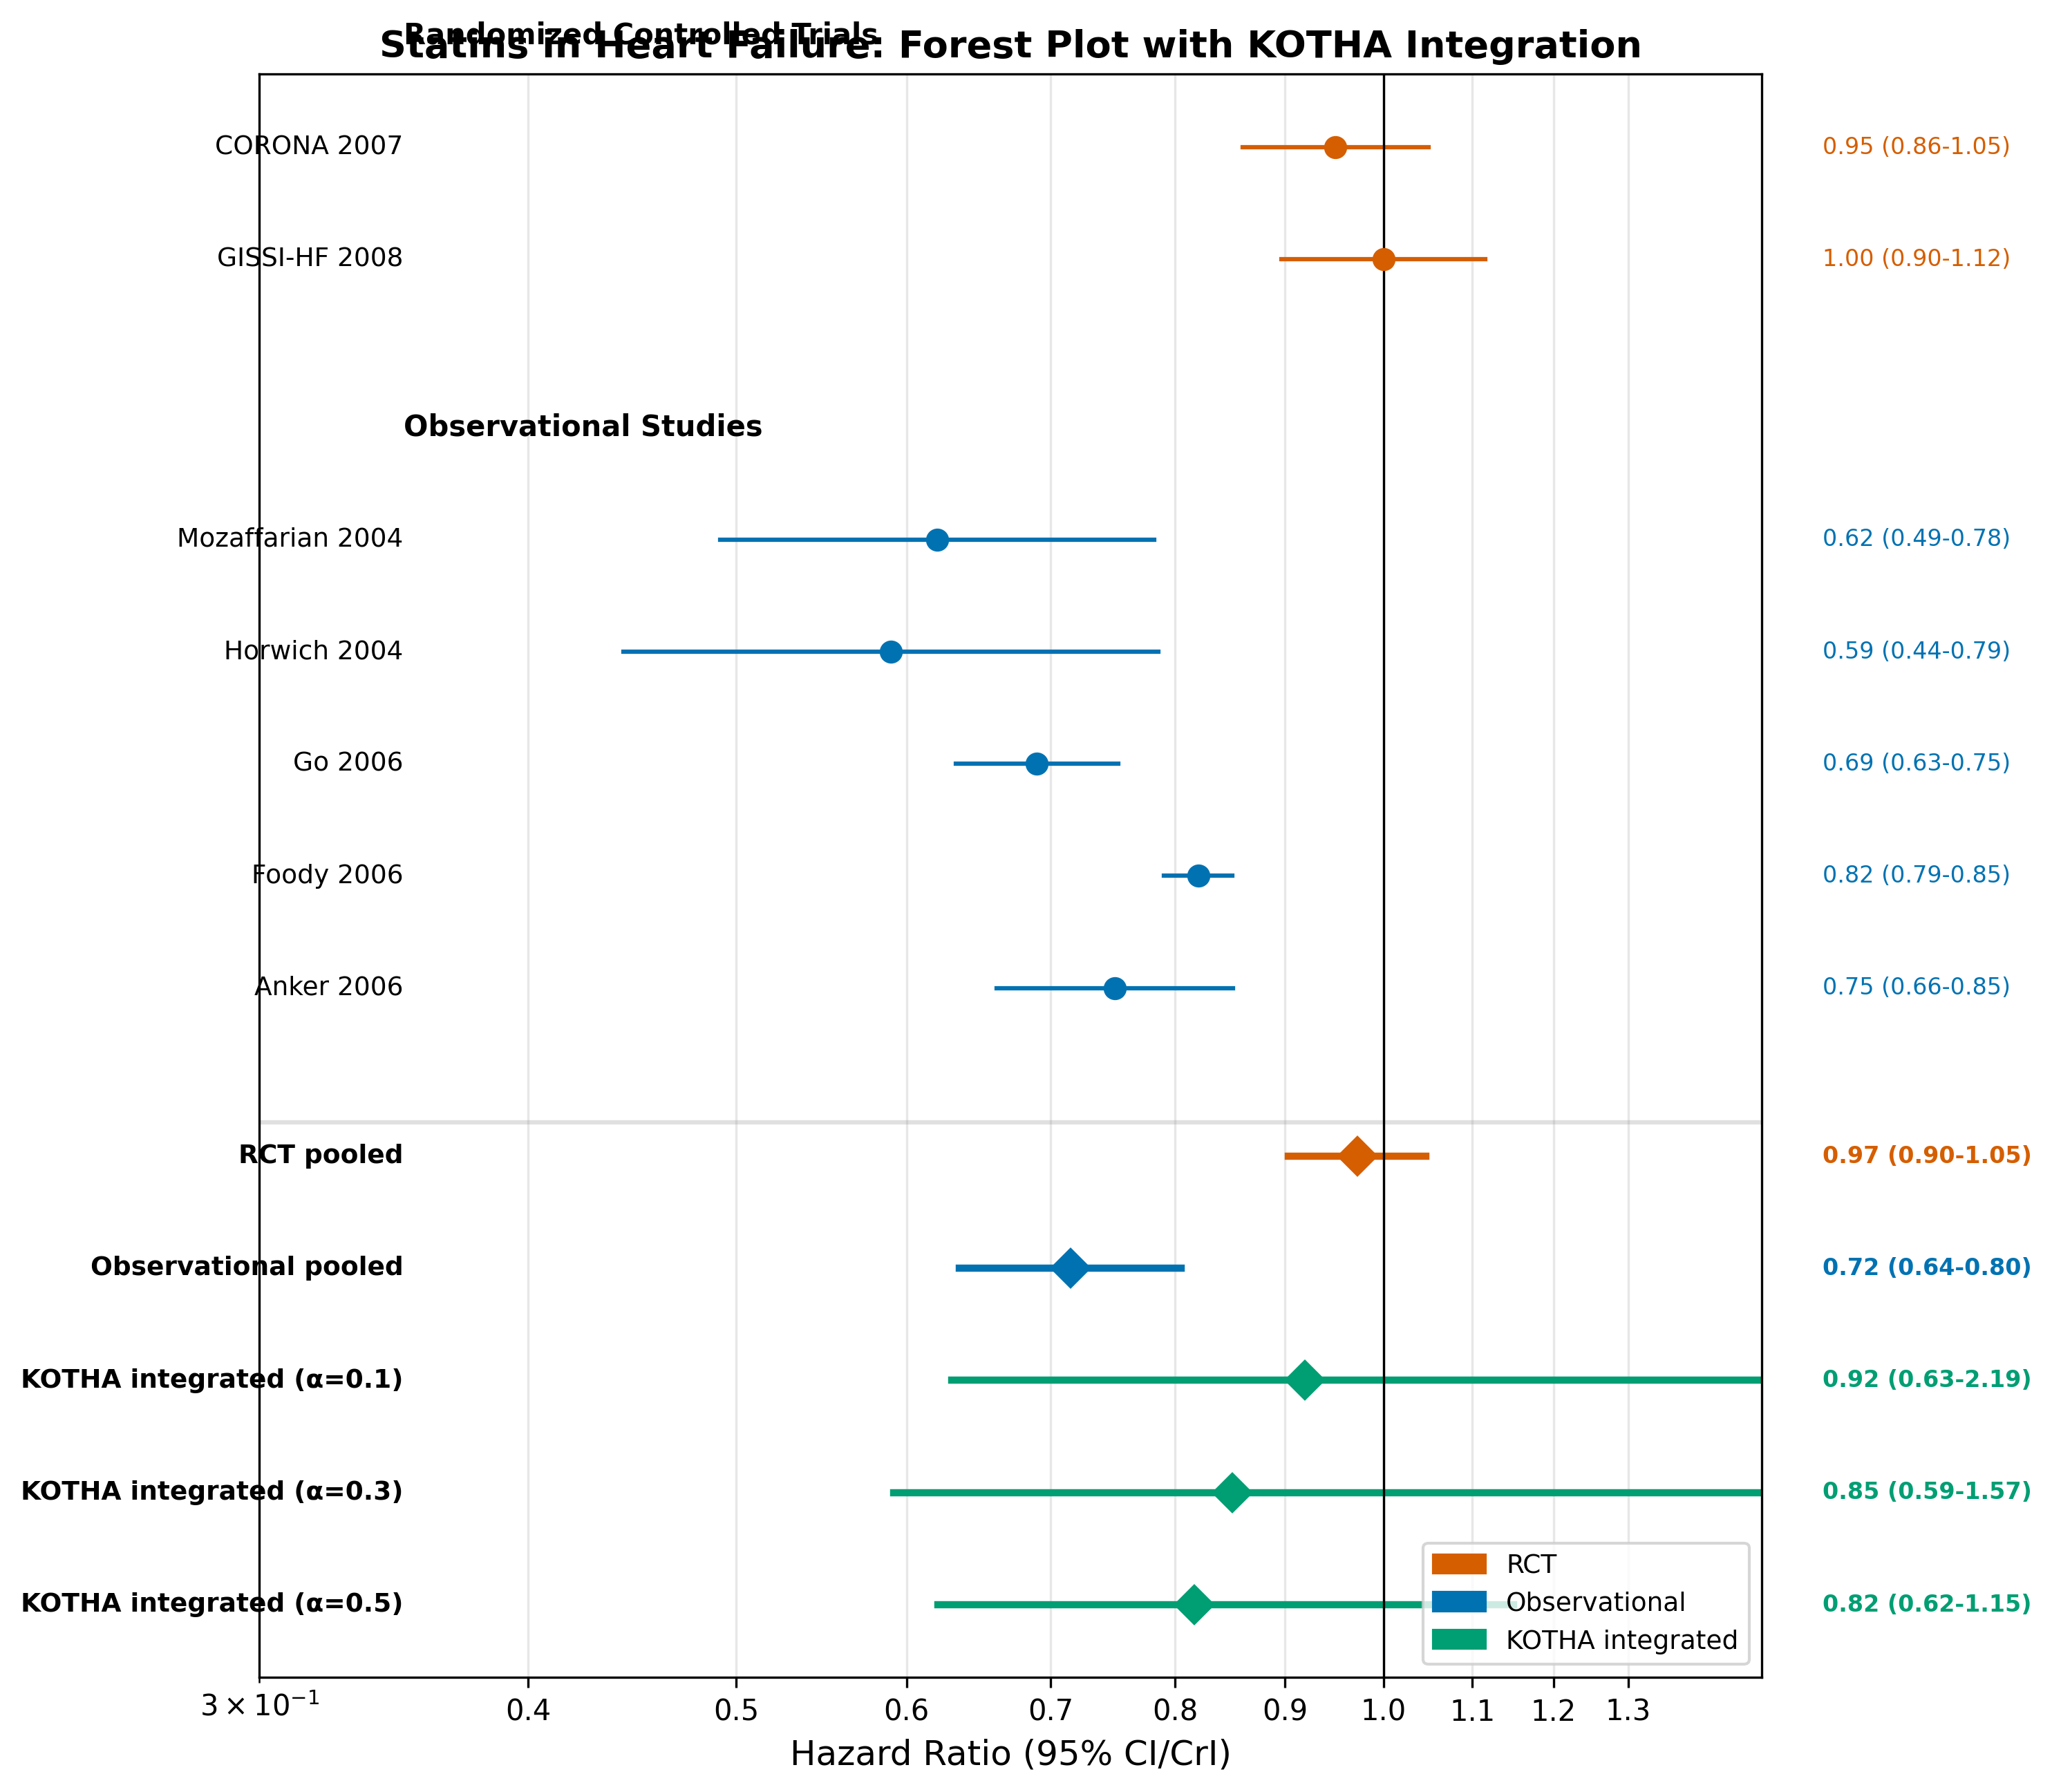 Randomized Controlled Trials
Statins in Heart Failure: Forest Plot with KOTHA Integration
CORONA 2007 0.95 (0.86-1.05)
GISSI-HF 2008 1.00 (0.90-1.12)
Observational Studies
Mozaffarian 2004 0.62 (0.49-0.78)
Horwich 2004 0.59 (0.44-0.79)
Go 2006 0.69 (0.63-0.75)
Foody 2006 0.82 (0.79-0.85)
Anker 2006 0.75 (0.66-0.85)
RCT pooled 0.97 (0.90-1.05)
Observational pooled 0.72 (0.64-0.80)
KOTHA integrated (α=0.1) 0.92 (0.63-2.19)
KOTHA integrated (α=0.3) 0.85 (0.59-1.57)
KOTHA integrated (α=0.5) 0.82 (0.62-1.15)
RCT
Observational
KOTHA integrated
3 × 10⁻¹ 0.4 0.5 0.6 0.7 0.8 0.9 1.0 1.1 1.2 1.3
Hazard Ratio (95% CI/CrI)